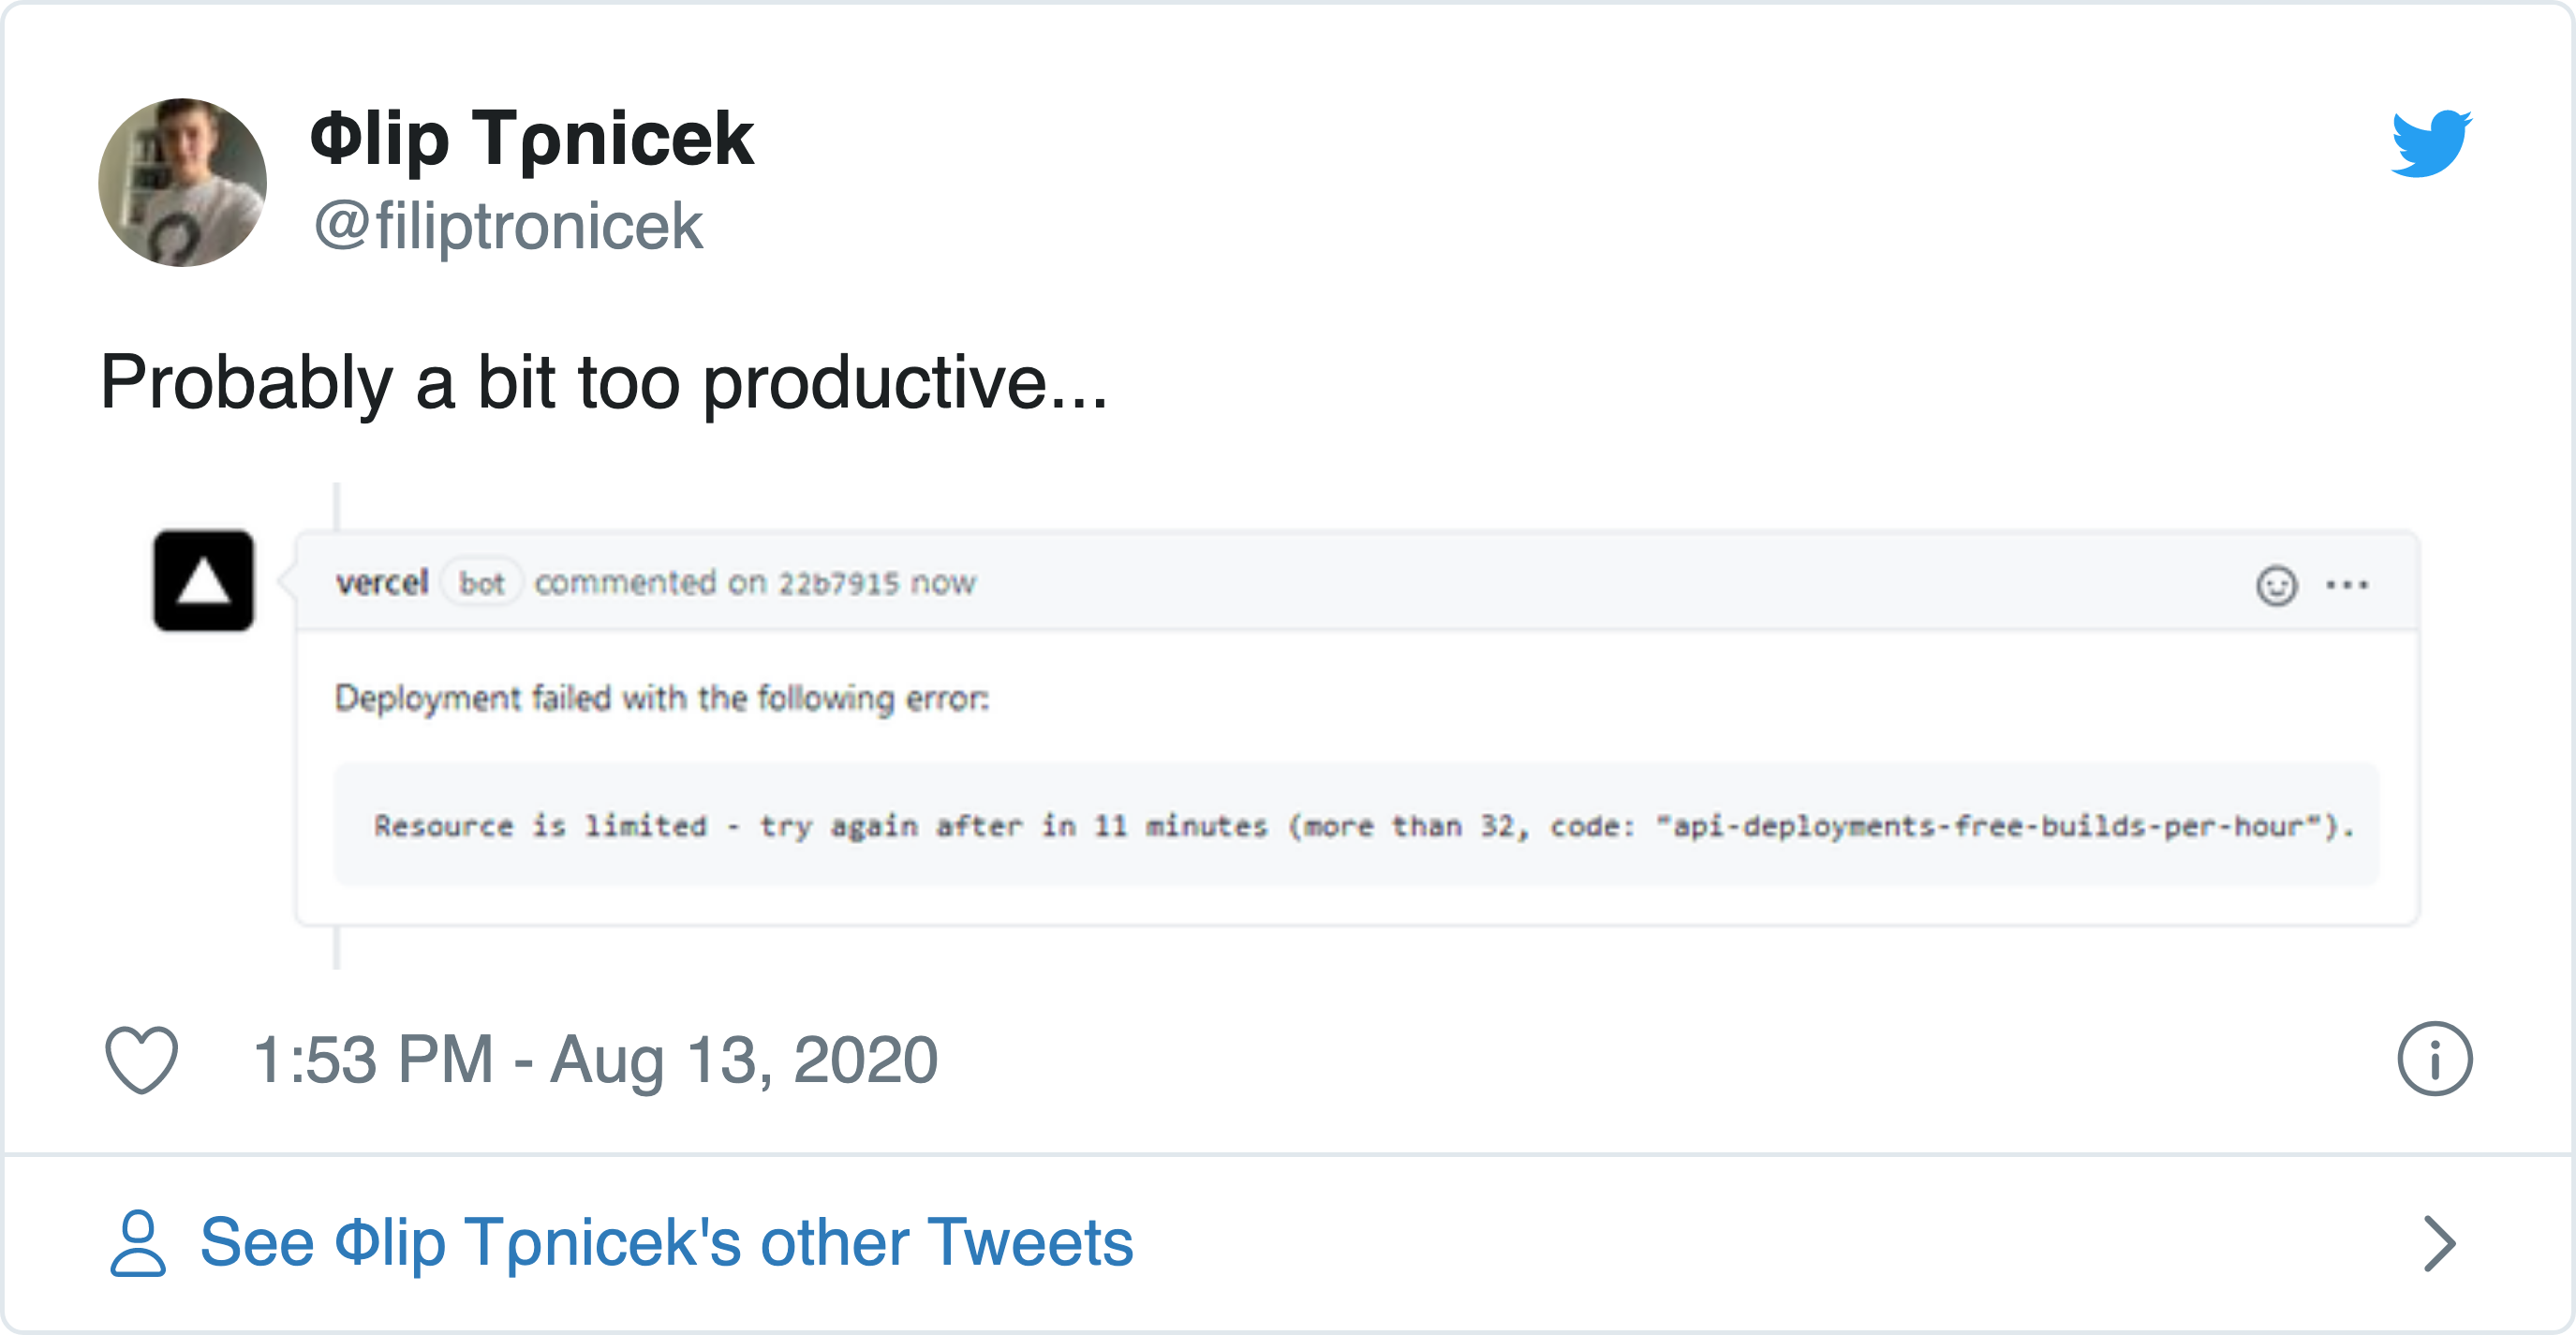 Φlip Tρnicek
@filiptronicek
Probably a bit too productive...
vercel bot commented on 22b7915 now
Deployment failed with the following error:
Resource is limited - try again after in 11 minutes (more than 32, code: "api-deployments-free-builds-per-hour").
1:53 PM - Aug 13, 2020
See Φlip Tρnicek's other Tweets